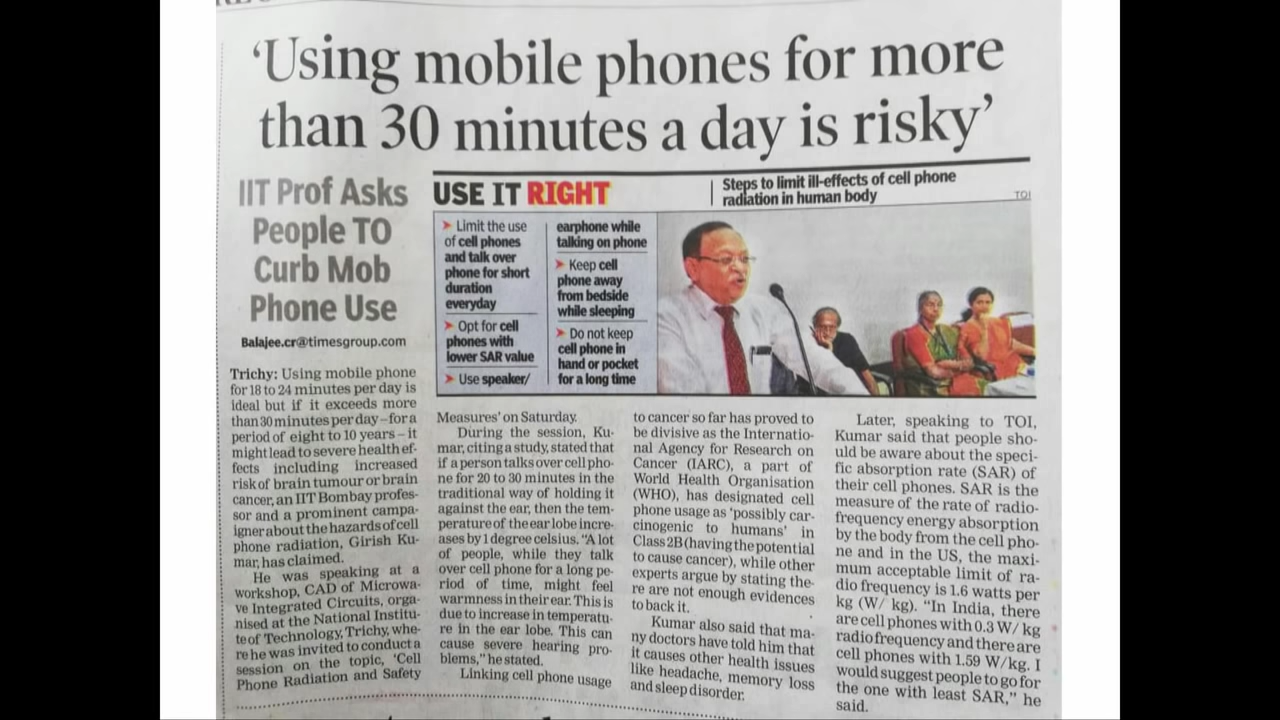 ‘Using mobile phones for more
than 30 minutes a day is risky’
IIT Prof Asks
People TO
Curb Mob
Phone Use
Balajee.cr@timesgroup.com
USE IT RIGHT
Steps to limit ill-effects of cell phone
radiation in human body
TOI
➤ Limit the use
of cell phones
and talk over
phone for short
duration
everyday
➤ Opt for cell
phones with
lower SAR value
➤ Use speaker/
earphone while
talking on phone
➤ Keep cell
phone away
from bedside
while sleeping
➤ Do not keep
cell phone in
hand or pocket
for a long time
Trichy: Using mobile phone
for 18 to 24 minutes per day is
ideal but if it exceeds more
than 30 minutes per day – for a
period of eight to 10 years – it
might lead to severe health ef-
fects including increased
risk of brain tumour or brain
cancer, an IIT Bombay profes-
sor and a prominent campa-
igner about the hazards of cell
phone radiation, Girish Ku-
mar, has claimed.
He was speaking at a
workshop, CAD of Microwa-
ve Integrated Circuits, orga-
nised at the National Institu-
te of Technology, Trichy, whe-
re he was invited to conduct a
session on the topic, ‘Cell
Phone Radiation and Safety
Measures’ on Saturday.
During the session, Ku-
mar, citing a study, stated that
if a person talks over cell pho-
ne for 20 to 30 minutes in the
traditional way of holding it
against the ear, then the tem-
perature of the ear lobe incre-
ases by 1 degree celsius. “A lot
of people, while they talk
over cell phone for a long pe-
riod of time, might feel
warmness in their ear. This is
due to increase in temperatu-
re in the ear lobe. This can
cause severe hearing pro-
blems,” he stated.
Linking cell phone usage
to cancer so far has proved to
be divisive as the Internatio-
nal Agency for Research on
Cancer (IARC), a part of
World Health Organisation
(WHO), has designated cell
phone usage as ‘possibly car-
cinogenic to humans’ in
Class 2B (having the potential
to cause cancer), while other
experts argue by stating the-
re are not enough evidences
to back it.
Kumar also said that ma-
ny doctors have told him that
it causes other health issues
like headache, memory loss
and sleep disorder.
Later, speaking to TOI,
Kumar said that people sho-
uld be aware about the speci-
fic absorption rate (SAR) of
their cell phones. SAR is the
measure of the rate of radio-
frequency energy absorption
by the body from the cell pho-
ne and in the US, the maxi-
mum acceptable limit of ra-
dio frequency is 1.6 watts per
kg (W/ kg). “In India, there
are cell phones with 0.3 W/ kg
radio frequency and there are
cell phones with 1.59 W/kg. I
would suggest people to go for
the one with least SAR,” he
said.